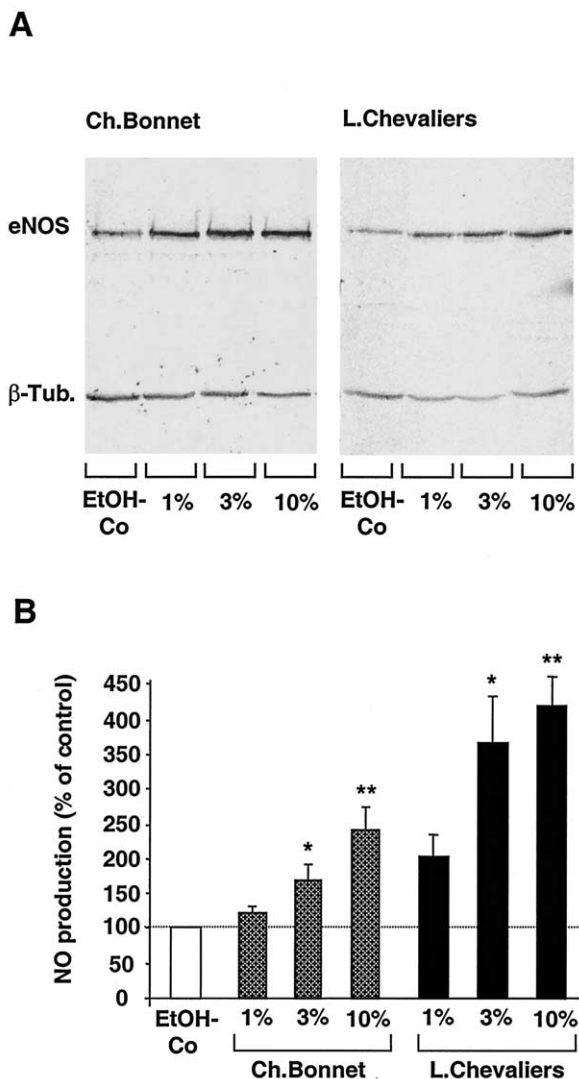 A
Ch.Bonnet L.Chevaliers
eNOS
β-Tub.
EtOH-Co 1% 3% 10% EtOH-Co 1% 3% 10%
B
NO production (% of control)
450
400
350
300
250
200
150
100
50
0
* ** * **
EtOH-Co 1% 3% 10% 1% 3% 10%
Ch.Bonnet L.Chevaliers